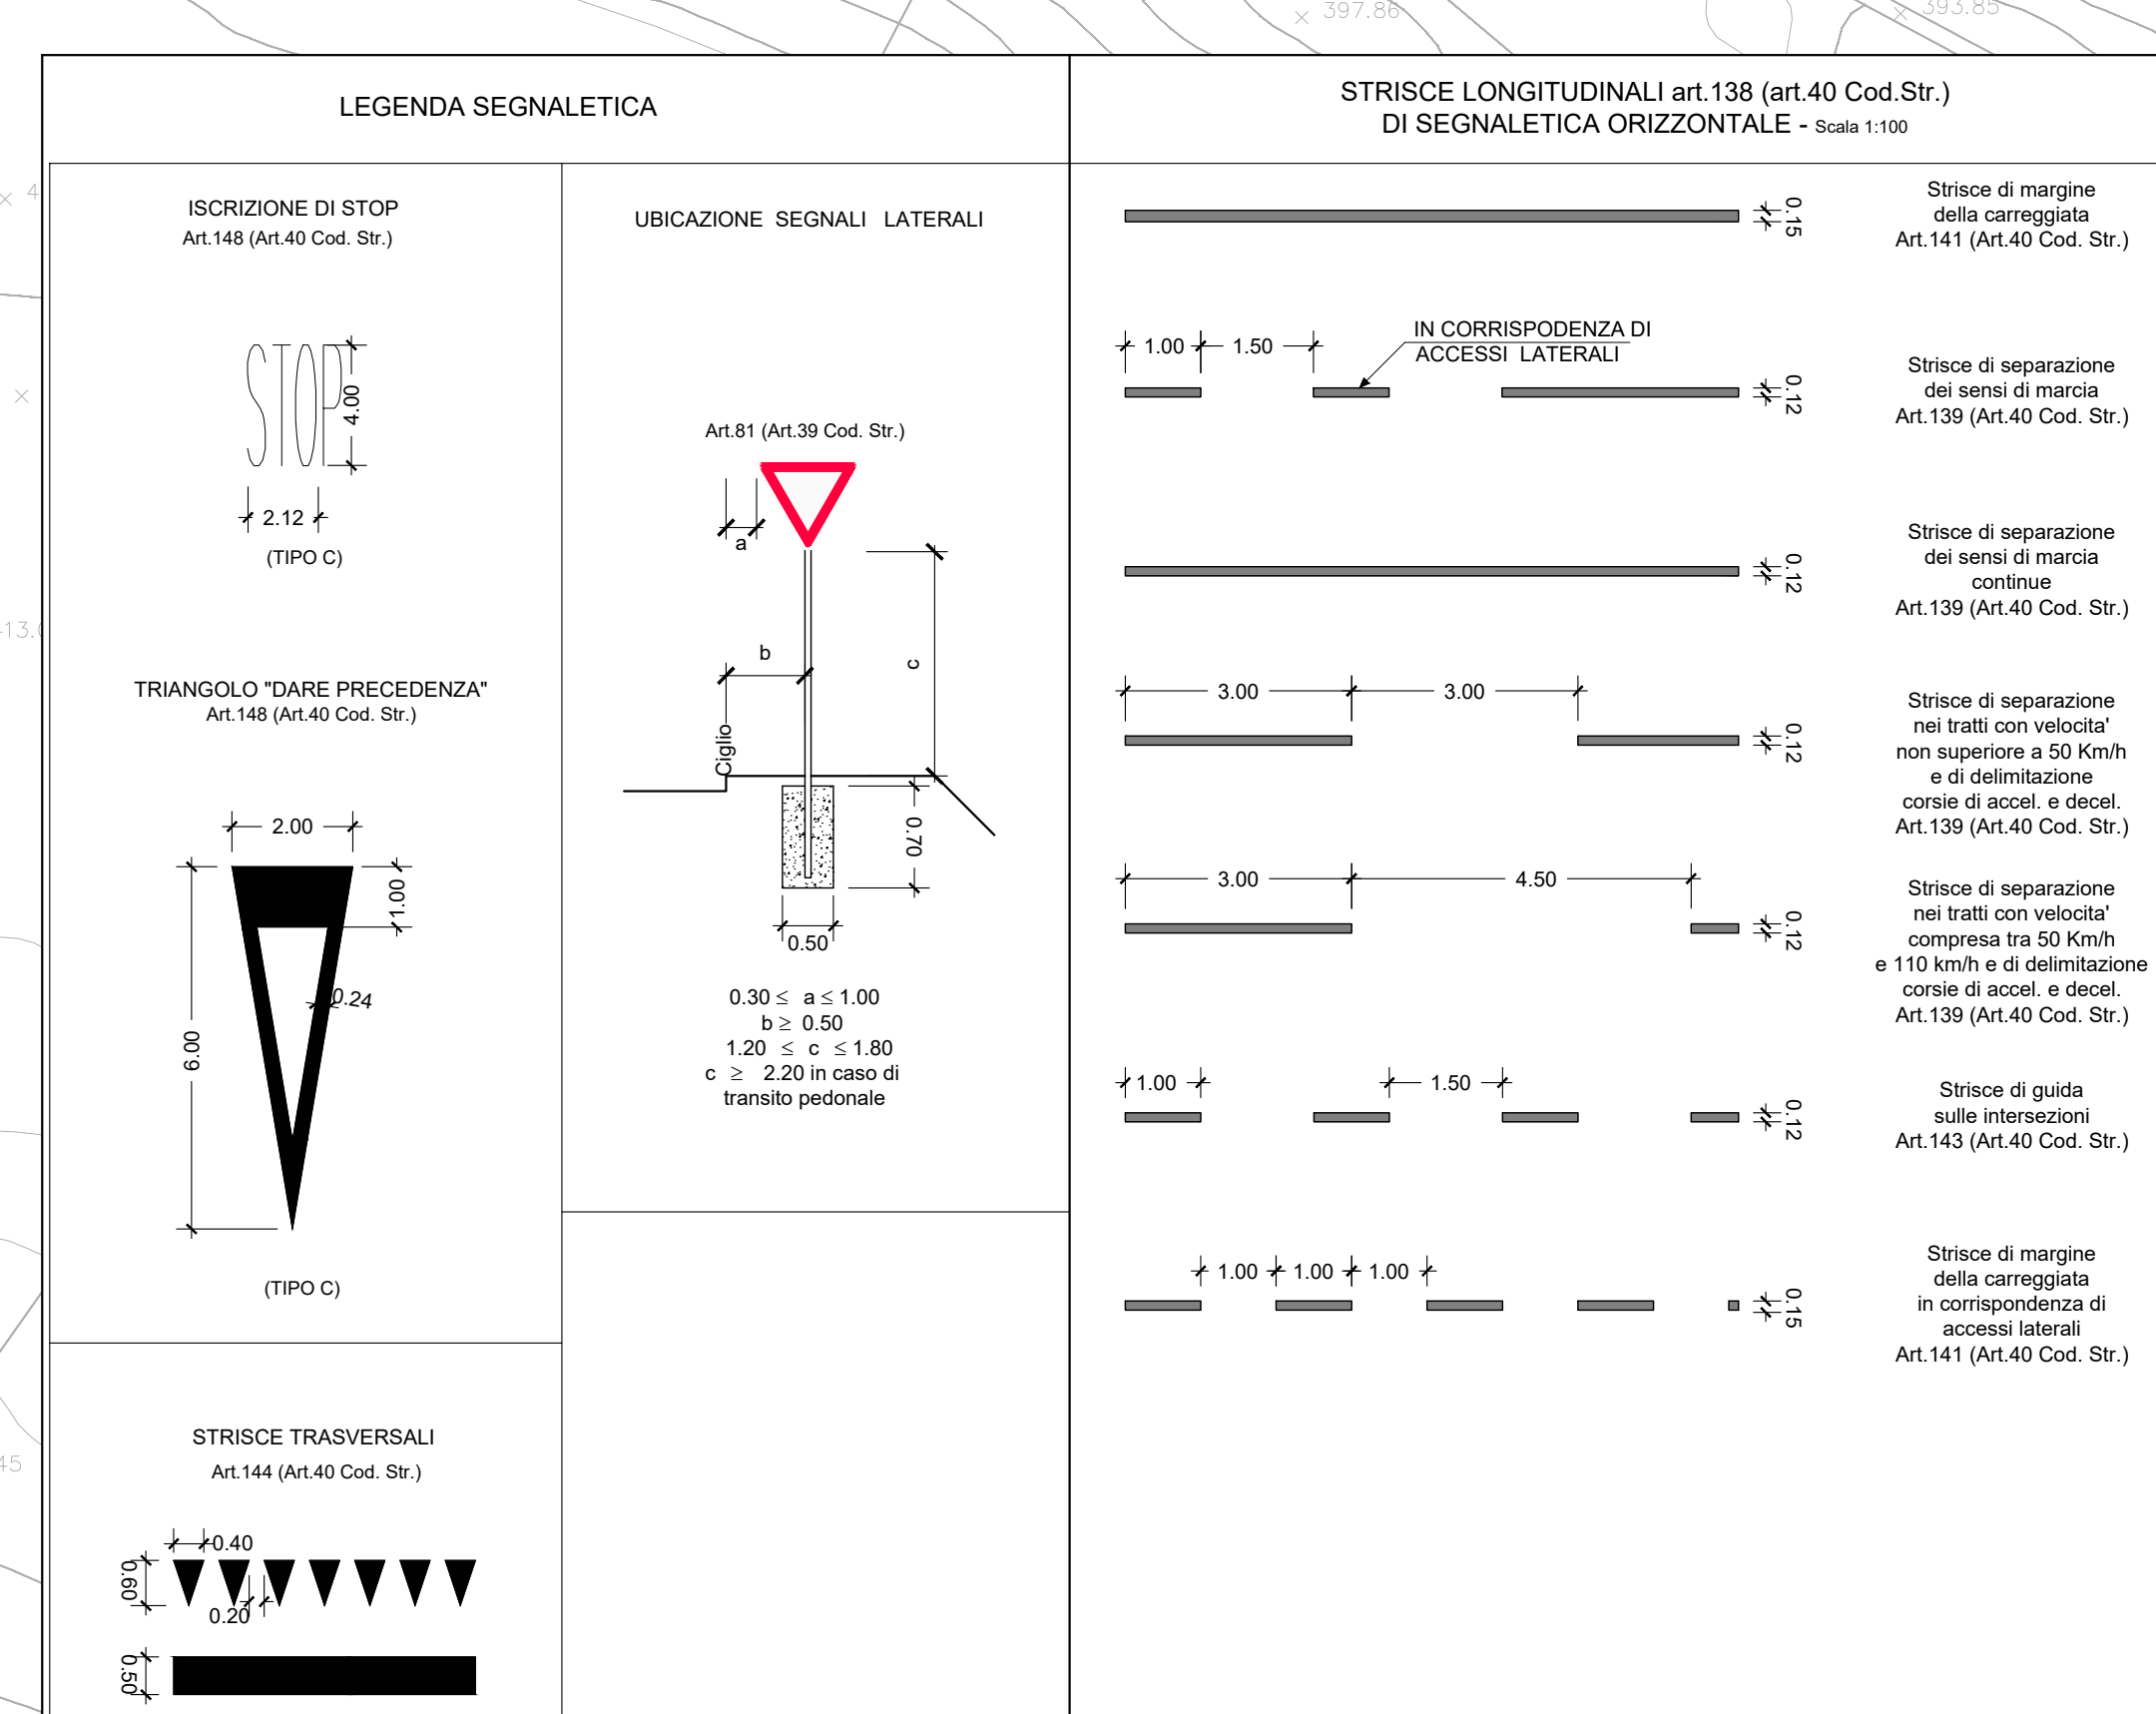 397.86
393.85
LEGENDA SEGNALETICA
STRISCE LONGITUDINALI art.138 (art.40 Cod.Str.)
DI SEGNALETICA ORIZZONTALE - Scala 1:100
ISCRIZIONE DI STOP
Art.148 (Art.40 Cod. Str.)
STOP
4.00
2.12
(TIPO C)
TRIANGOLO "DARE PRECEDENZA"
Art.148 (Art.40 Cod. Str.)
2.00
1.00
0.24
6.00
(TIPO C)
STRISCE TRASVERSALI
Art.144 (Art.40 Cod. Str.)
0.40
0.60
0.20
0.50
UBICAZIONE SEGNALI LATERALI
Art.81 (Art.39 Cod. Str.)
a
b
c
Ciglio
0.70
0.50
0.30 ≤ a ≤ 1.00
b ≥ 0.50
1.20 ≤ c ≤ 1.80
c ≥ 2.20 in caso di
transito pedonale
0.15
Strisce di margine
della carreggiata
Art.141 (Art.40 Cod. Str.)
1.00
1.50
IN CORRISPODENZA DI
ACCESSI LATERALI
0.12
Strisce di separazione
dei sensi di marcia
Art.139 (Art.40 Cod. Str.)
0.12
Strisce di separazione
dei sensi di marcia
continue
Art.139 (Art.40 Cod. Str.)
3.00
3.00
0.12
Strisce di separazione
nei tratti con velocita'
non superiore a 50 Km/h
e di delimitazione
corsie di accel. e decel.
Art.139 (Art.40 Cod. Str.)
3.00
4.50
0.12
Strisce di separazione
nei tratti con velocita'
compresa tra 50 Km/h
e 110 km/h e di delimitazione
corsie di accel. e decel.
Art.139 (Art.40 Cod. Str.)
1.00
1.50
0.12
Strisce di guida
sulle intersezioni
Art.143 (Art.40 Cod. Str.)
1.00
1.00
1.00
0.15
Strisce di margine
della carreggiata
in corrispondenza di
accessi laterali
Art.141 (Art.40 Cod. Str.)